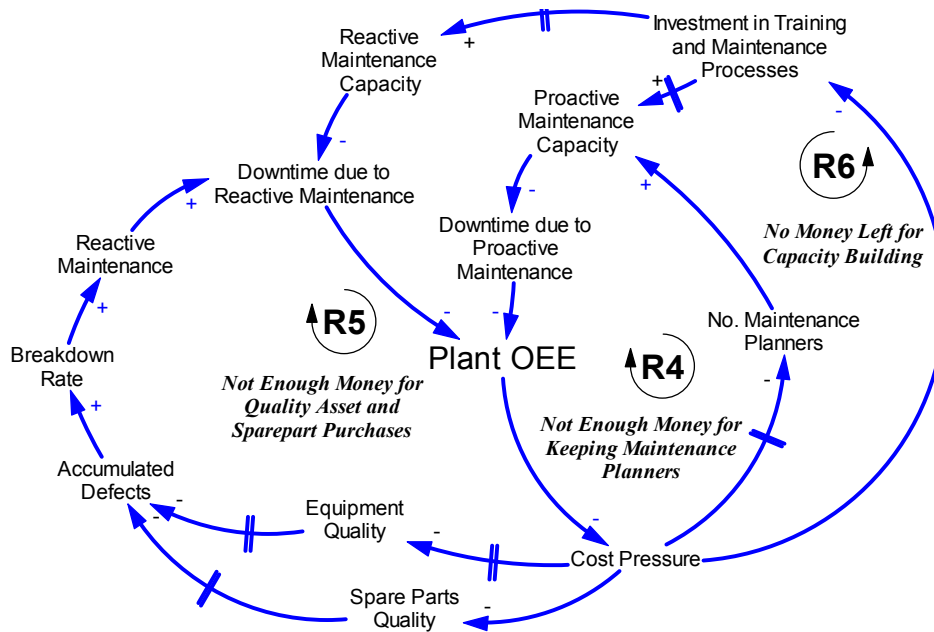 Reactive
Maintenance
Capacity
+
Investment in Training
and Maintenance
Processes
+
-
Proactive
Maintenance
Capacity
-
R6
No Money Left for
Capacity Building
Downtime due to
Reactive Maintenance
+
-
+
Downtime due to
Proactive
Maintenance
Reactive
Maintenance
+
R5
-
-
Plant OEE
No. Maintenance
Planners
-
Breakdown
Rate
+
Not Enough Money for
Quality Asset and
Sparepart Purchases
R4
Not Enough Money for
Keeping Maintenance
Planners
Accumulated
Defects
-
-
Equipment
Quality
-
-
Cost Pressure
Spare Parts
Quality
-